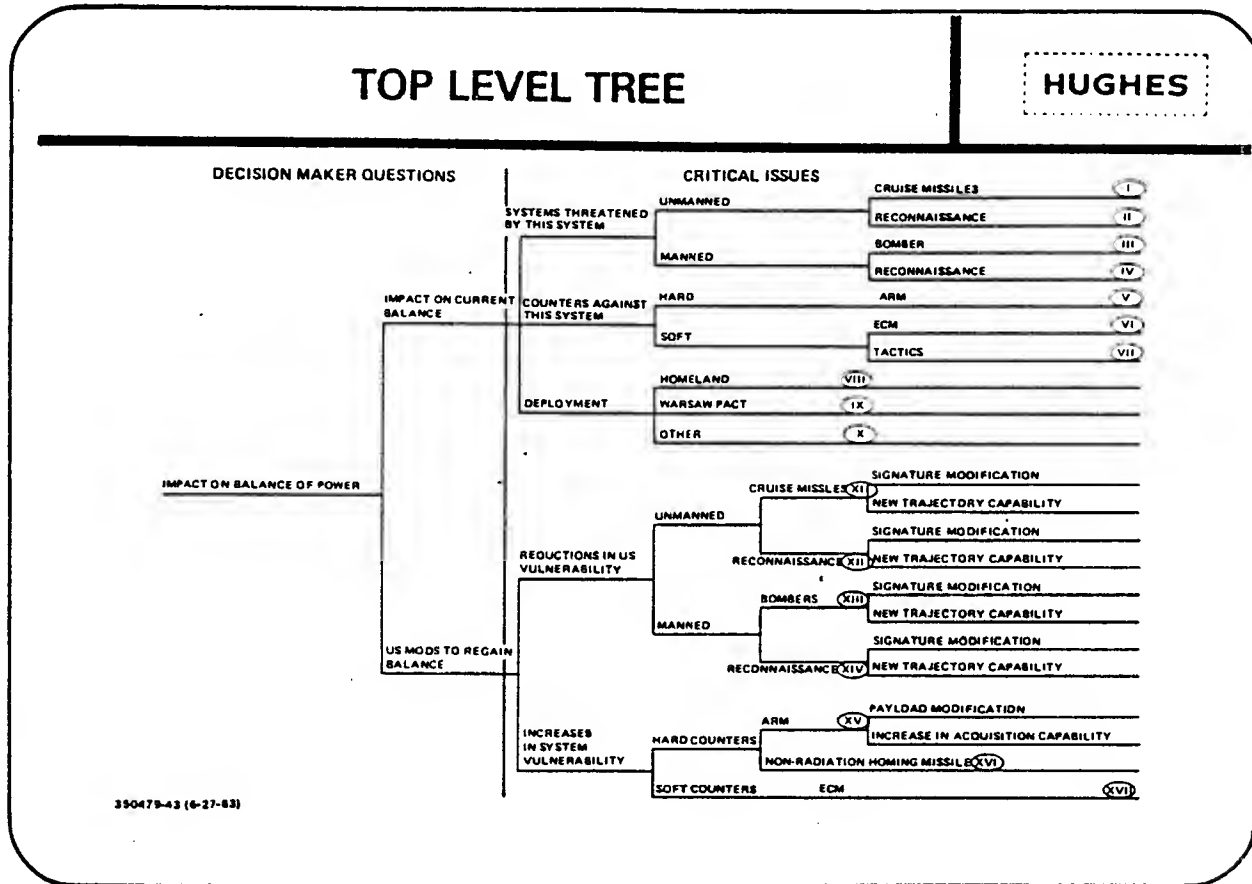 TOP LEVEL TREE
HUGHES
DECISION MAKER QUESTIONS
CRITICAL ISSUES
CRUISE MISSILES
I
UNMANNED
SYSTEMS THREATENED
BY THIS SYSTEM
RECONNAISSANCE
II
BOMBER
III
MANNED
RECONNAISSANCE
IV
IMPACT ON CURRENT
BALANCE
COUNTERS AGAINST
THIS SYSTEM
HARD
ARM
V
ECM
VI
SOFT
TACTICS
VII
HOMELAND
VIII
DEPLOYMENT
WARSAW PACT
IX
OTHER
X
IMPACT ON BALANCE OF POWER
SIGNATURE MODIFICATION
CRUISE MISSLES
XI
NEW TRAJECTORY CAPABILITY
UNMANNED
SIGNATURE MODIFICATION
REDUCTIONS IN US
VULNERABILITY
RECONNAISSANCE
XII
NEW TRAJECTORY CAPABILITY
SIGNATURE MODIFICATION
BOMBERS
XIII
NEW TRAJECTORY CAPABILITY
MANNED
SIGNATURE MODIFICATION
US MODS TO REGAIN
BALANCE
RECONNAISSANCE
XIV
NEW TRAJECTORY CAPABILITY
PAYLOAD MODIFICATION
ARM
XV
INCREASES
IN SYSTEM
VULNERABILITY
HARD COUNTERS
INCREASE IN ACQUISITION CAPABILITY
NON-RADIATION HOMING MISSILE
XVI
SOFT COUNTERS
ECM
XVII
350479-43 (6-27-83)